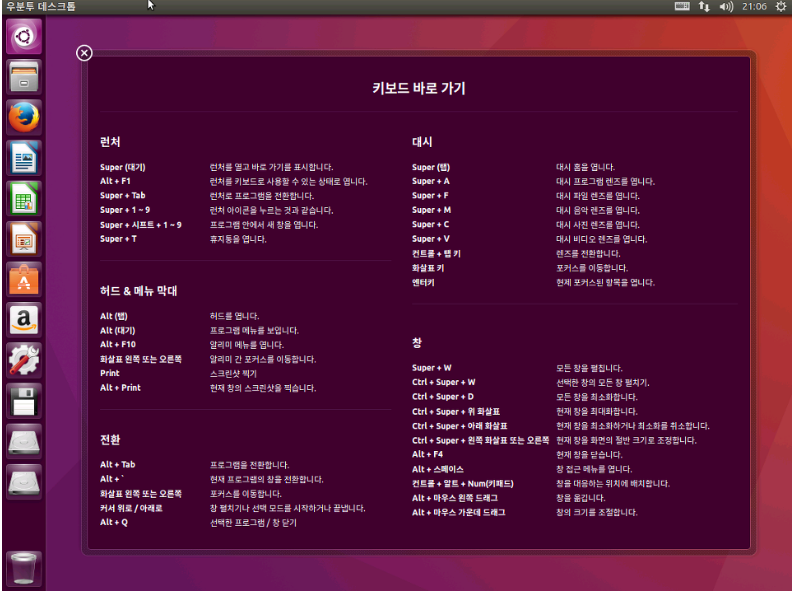 우분투 데스크톱
21:06
키보드 바로 가기
런처
Super (대기) 런처를 열고 바로 가기를 표시합니다.
Alt + F1 런처를 키보드로 사용할 수 있는 상태로 엽니다.
Super + Tab 런처로 프로그램을 전환합니다.
Super + 1 ~ 9 런처 아이콘을 누르는 것과 같습니다.
Super + 시프트 + 1 ~ 9 프로그램 안에서 새 창을 엽니다.
Super + T 휴지통을 엽니다.
허드 & 메뉴 막대
Alt (탭) 허드를 엽니다.
Alt (대기) 프로그램 메뉴를 보입니다.
Alt + F10 알리미 메뉴를 엽니다.
화살표 왼쪽 또는 오른쪽 알리미 간 포커스를 이동합니다.
Print 스크린샷 찍기
Alt + Print 현재 창의 스크린샷을 찍습니다.
전환
Alt + Tab 프로그램을 전환합니다.
Alt + ` 현재 프로그램의 창을 전환합니다.
화살표 왼쪽 또는 오른쪽 포커스를 이동합니다.
커서 위로 / 아래로 창 펼치기나 선택 모드를 시작하거나 끝냅니다.
Alt + Q 선택한 프로그램 / 창 닫기
대시
Super (탭) 대시 홈을 엽니다.
Super + A 대시 프로그램 렌즈를 엽니다.
Super + F 대시 파일 렌즈를 엽니다.
Super + M 대시 음악 렌즈를 엽니다.
Super + C 대시 사진 렌즈를 엽니다.
Super + V 대시 비디오 렌즈를 엽니다.
컨트롤 + 탭 키 렌즈를 전환합니다.
화살표 키 포커스를 이동합니다.
엔터키 현제 포커스된 항목을 엽니다.
창
Super + W 모든 창을 펼칩니다.
Ctrl + Super + W 선택한 창의 모든 창 펼치기.
Ctrl + Super + D 모든 창을 최소화합니다.
Ctrl + Super + 위 화살표 현재 창을 최대화합니다.
Ctrl + Super + 아래 화살표 현재 창을 최소화하거나 최소화를 취소합니다.
Ctrl + Super + 왼쪽 화살표 또는 오른쪽 현재 창을 화면의 절반 크기로 조정합니다.
Alt + F4 현재 창을 닫습니다.
Alt + 스페이스 창 접근 메뉴를 엽니다.
컨트롤 + 알트 + Num(키패드) 창을 대응하는 위치에 배치합니다.
Alt + 마우스 왼쪽 드래그 창을 옮깁니다.
Alt + 마우스 가운데 드래그 창의 크기를 조절합니다.